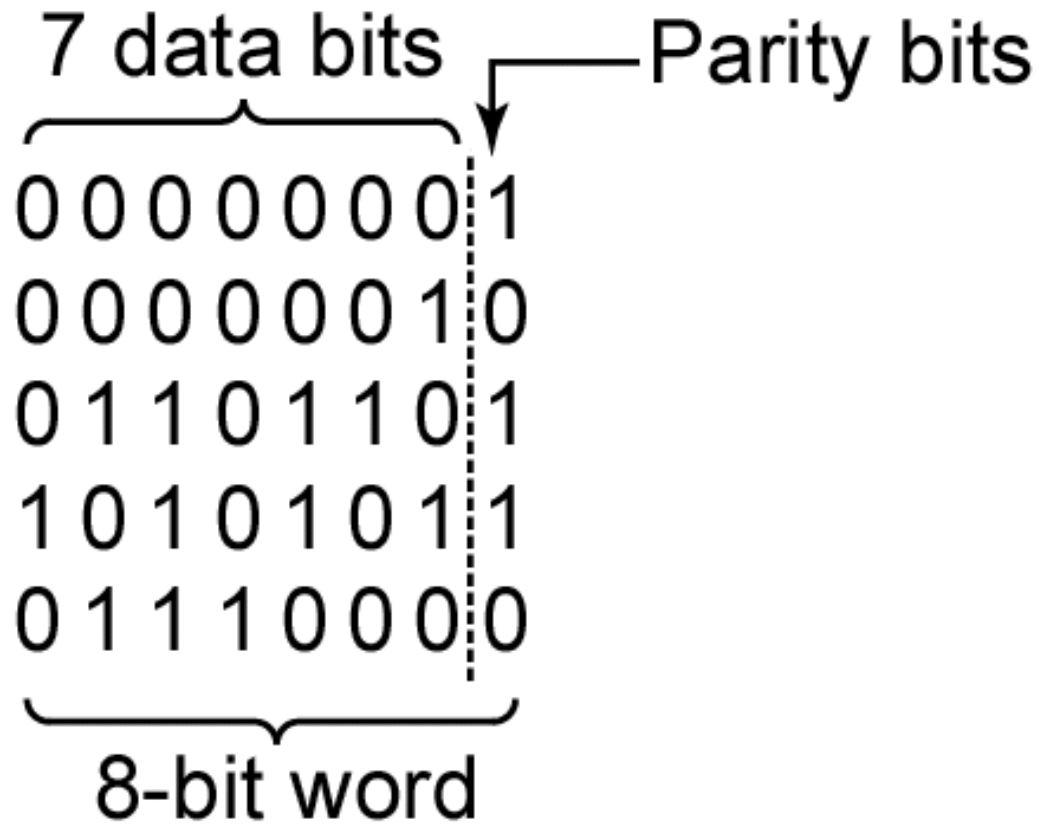 7 data bits Parity bits
0 0 0 0 0 0 0 1
0 0 0 0 0 0 1 0
0 1 1 0 1 1 0 1
1 0 1 0 1 0 1 1
0 1 1 1 0 0 0 0
8-bit word